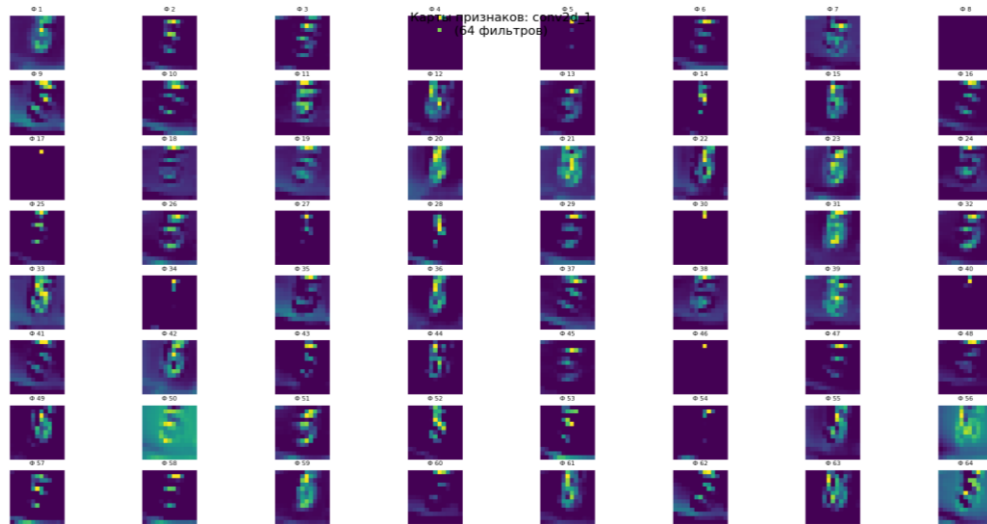 Карты признаков: conv2d_1
(64 фильтров)
Ф 1 Ф 2 Ф 3 Ф 4 Ф 5 Ф 6 Ф 7 Ф 8
Ф 9 Ф 10 Ф 11 Ф 12 Ф 13 Ф 14 Ф 15 Ф 16
Ф 17 Ф 18 Ф 19 Ф 20 Ф 21 Ф 22 Ф 23 Ф 24
Ф 25 Ф 26 Ф 27 Ф 28 Ф 29 Ф 30 Ф 31 Ф 32
Ф 33 Ф 34 Ф 35 Ф 36 Ф 37 Ф 38 Ф 39 Ф 40
Ф 41 Ф 42 Ф 43 Ф 44 Ф 45 Ф 46 Ф 47 Ф 48
Ф 49 Ф 50 Ф 51 Ф 52 Ф 53 Ф 54 Ф 55 Ф 56
Ф 57 Ф 58 Ф 59 Ф 60 Ф 61 Ф 62 Ф 63 Ф 64